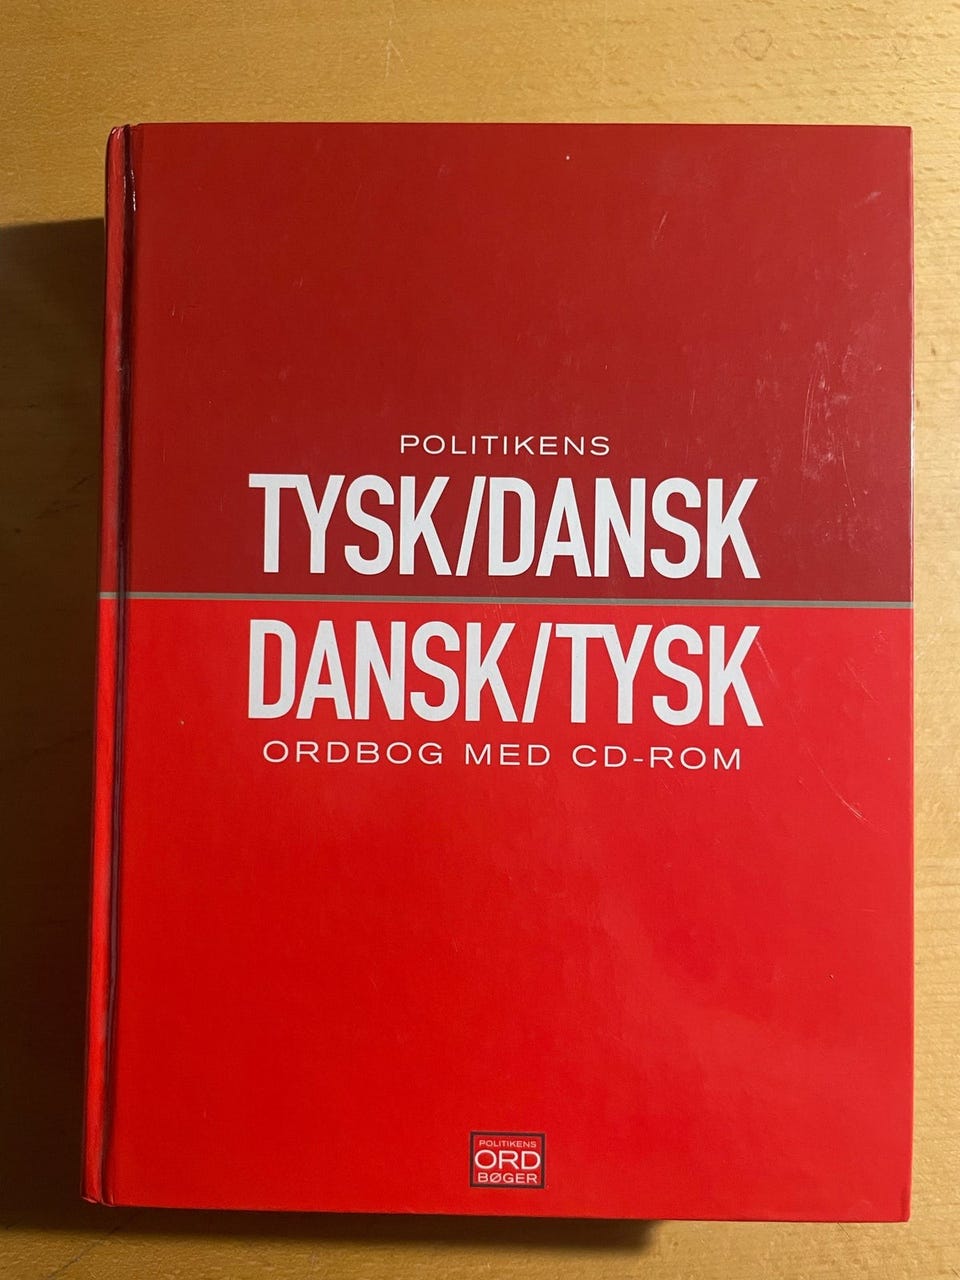 POLITIKENS
TYSK/DANSK
DANSK/TYSK
ORDBOG MED CD-ROM
POLITIKENS
ORD
BØGER